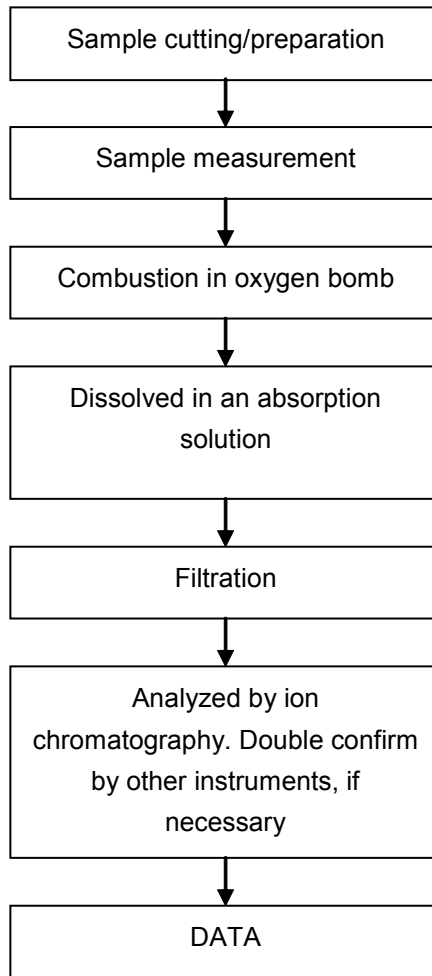 Sample cutting/preparation
Sample measurement
Combustion in oxygen bomb
Dissolved in an absorption
solution
Filtration
Analyzed by ion
chromatography. Double confirm
by other instruments, if
necessary
DATA